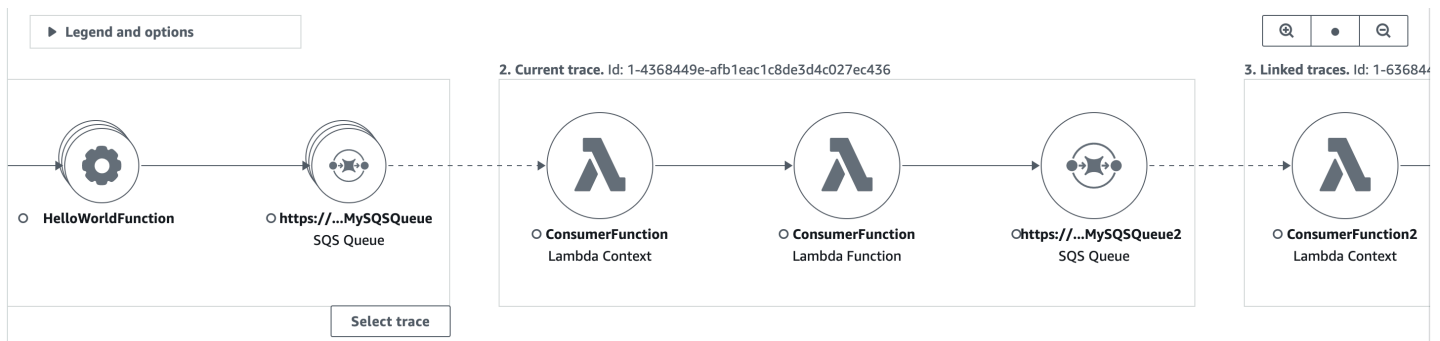 Legend and options
2. Current trace. Id: 1-4368449e-afb1eac1c8de3d4c027ec436
3. Linked traces. Id: 1-636844
HelloWorldFunction
https://...MySQSQueue
SQS Queue
ConsumerFunction
Lambda Context
ConsumerFunction
Lambda Function
https://...MySQSQueue2
SQS Queue
ConsumerFunction2
Lambda Context
Select trace